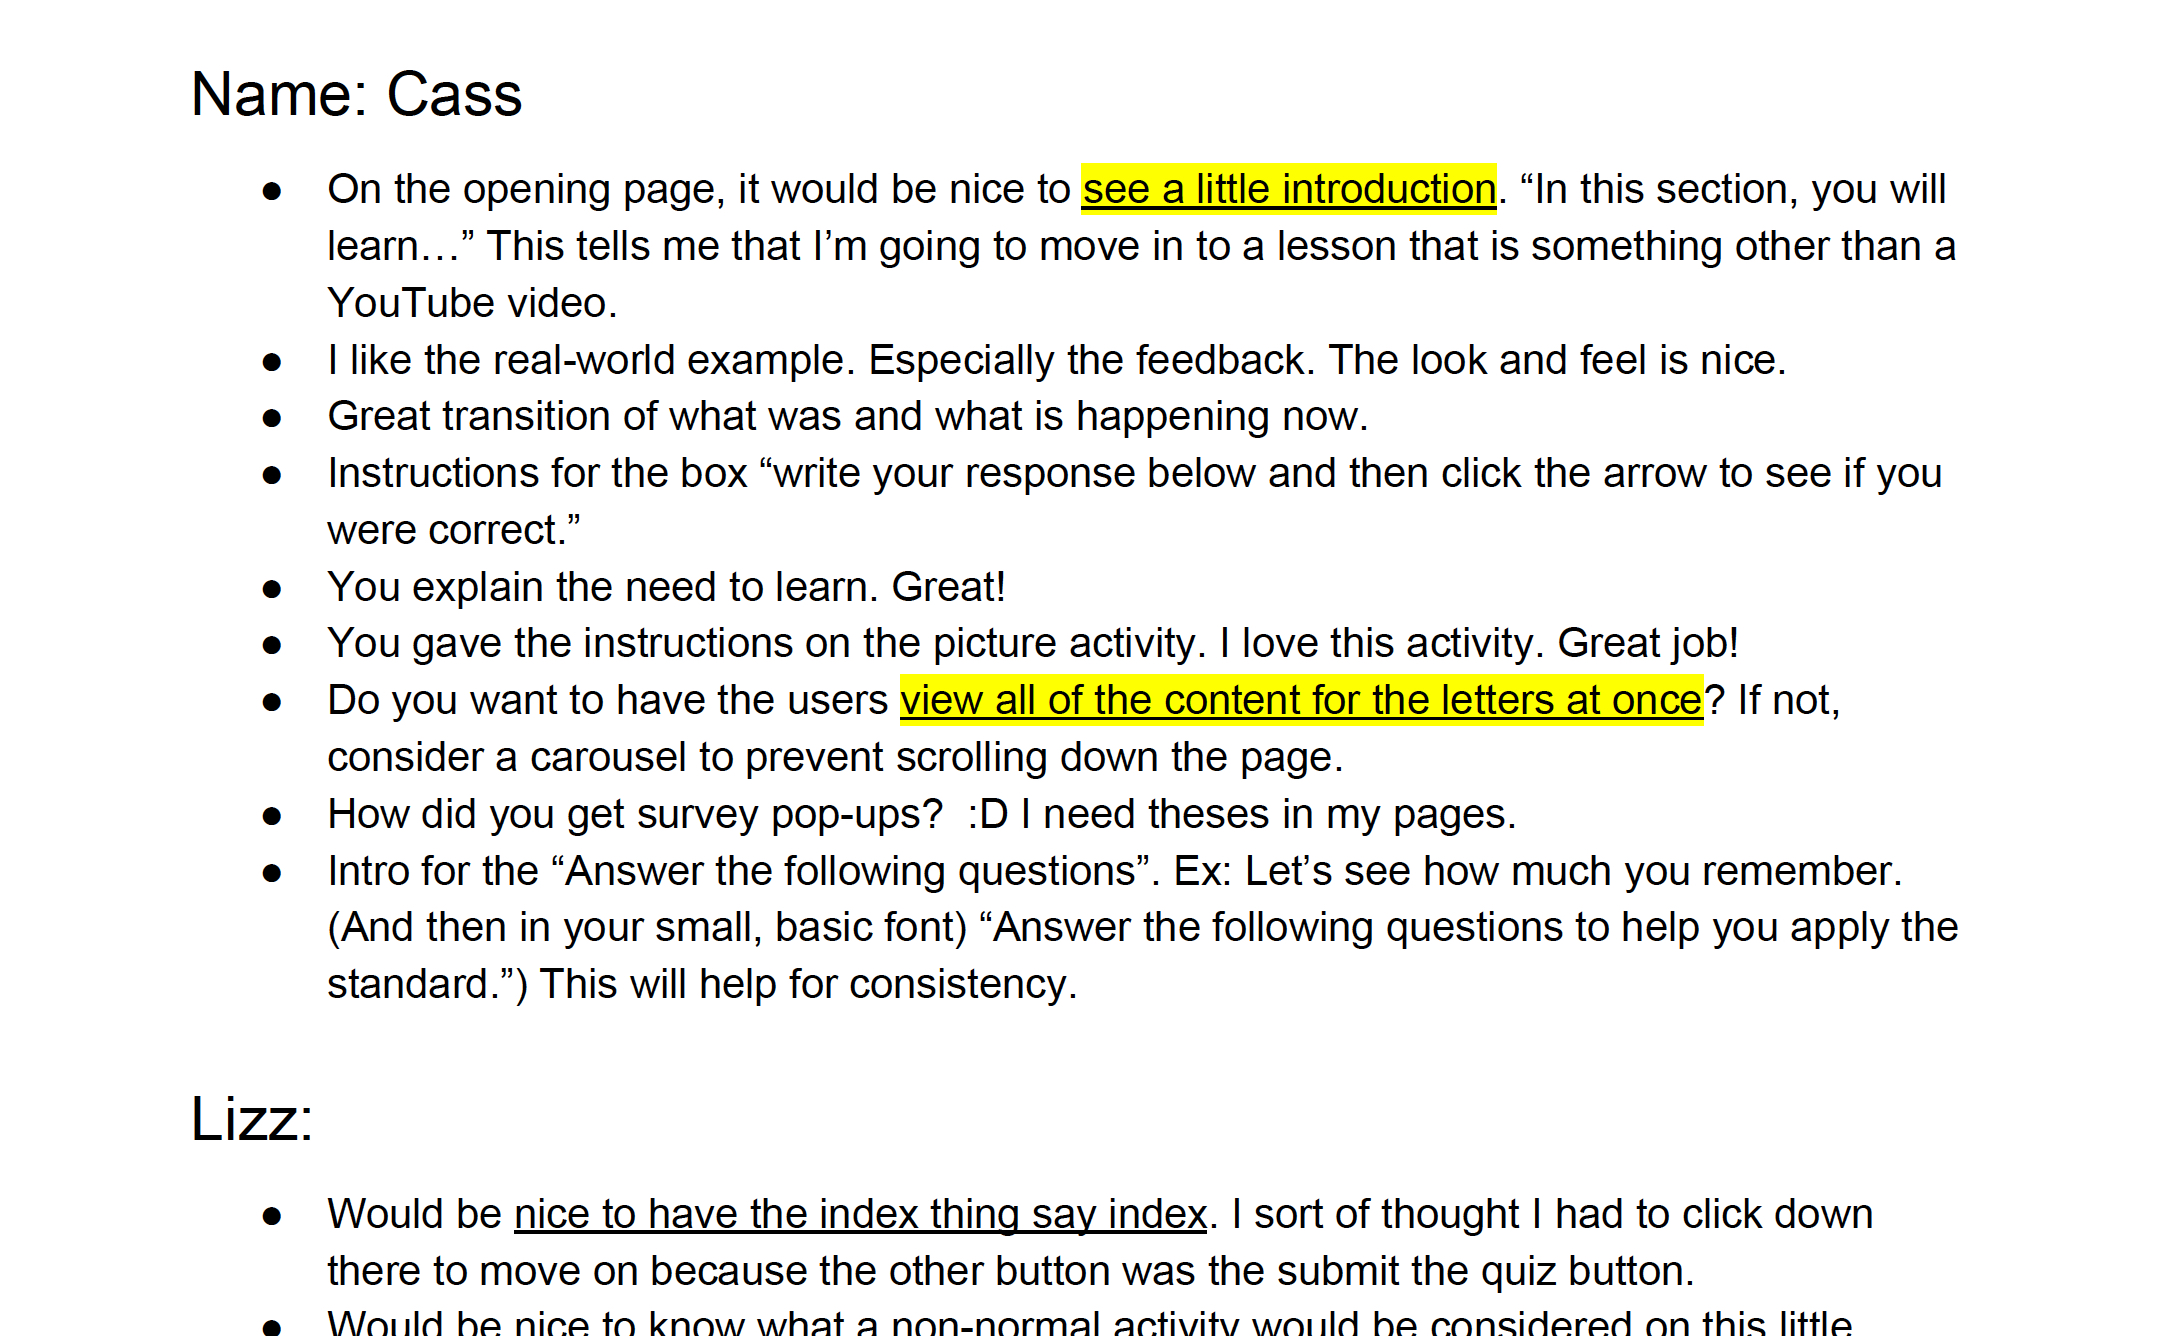 Name: Cass
● On the opening page, it would be nice to see a little introduction. “In this section, you will
learn…” This tells me that I’m going to move in to a lesson that is something other than a
YouTube video.
● I like the real-world example. Especially the feedback. The look and feel is nice.
● Great transition of what was and what is happening now.
● Instructions for the box “write your response below and then click the arrow to see if you
were correct.”
● You explain the need to learn. Great!
● You gave the instructions on the picture activity. I love this activity. Great job!
● Do you want to have the users view all of the content for the letters at once? If not,
consider a carousel to prevent scrolling down the page.
● How did you get survey pop-ups?  :D I need theses in my pages.
● Intro for the “Answer the following questions”. Ex: Let’s see how much you remember.
(And then in your small, basic font) “Answer the following questions to help you apply the
standard.”) This will help for consistency.
Lizz:
● Would be nice to have the index thing say index. I sort of thought I had to click down
there to move on because the other button was the submit the quiz button.
● Would be nice to know what a non-normal activity would be considered on this little